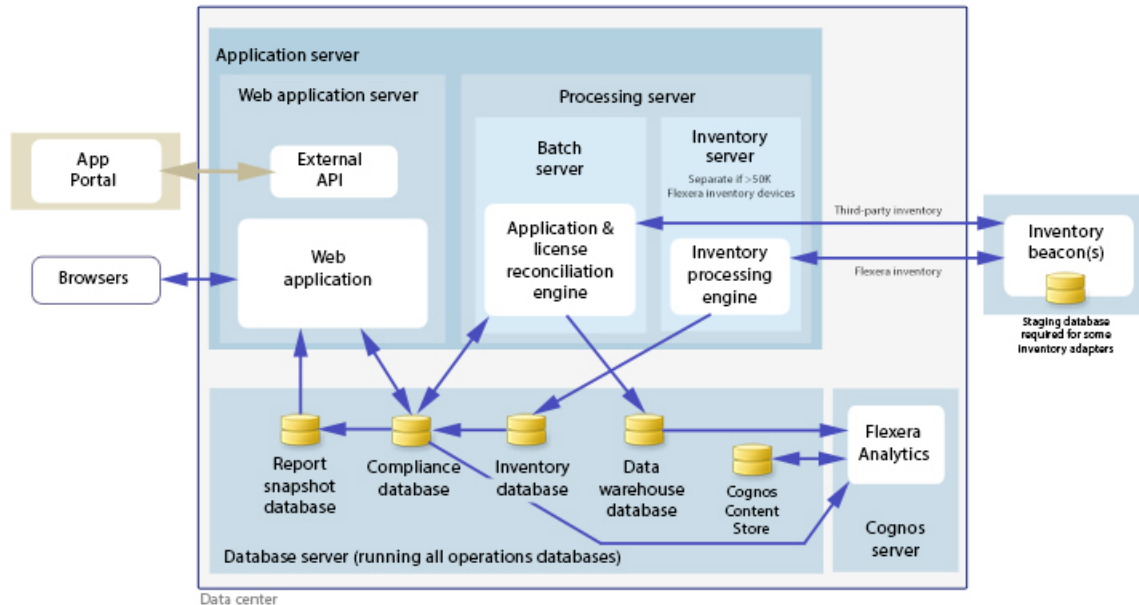 Application server
Web application server
Processing server
App
Portal
External
API
Batch
server
Inventory
server
Separate if >50K
Flexera inventory devices
Third-party inventory
Browsers
Web
application
Application &
license
reconciliation
engine
Inventory
processing
engine
Flexera inventory
Inventory
beacon(s)
Staging database
required for some
inventory adapters
Report
snapshot
database
Compliance
database
Inventory
database
Data
warehouse
database
Cognos
Content
Store
Flexera
Analytics
Cognos
server
Database server (running all operations databases)
Data center